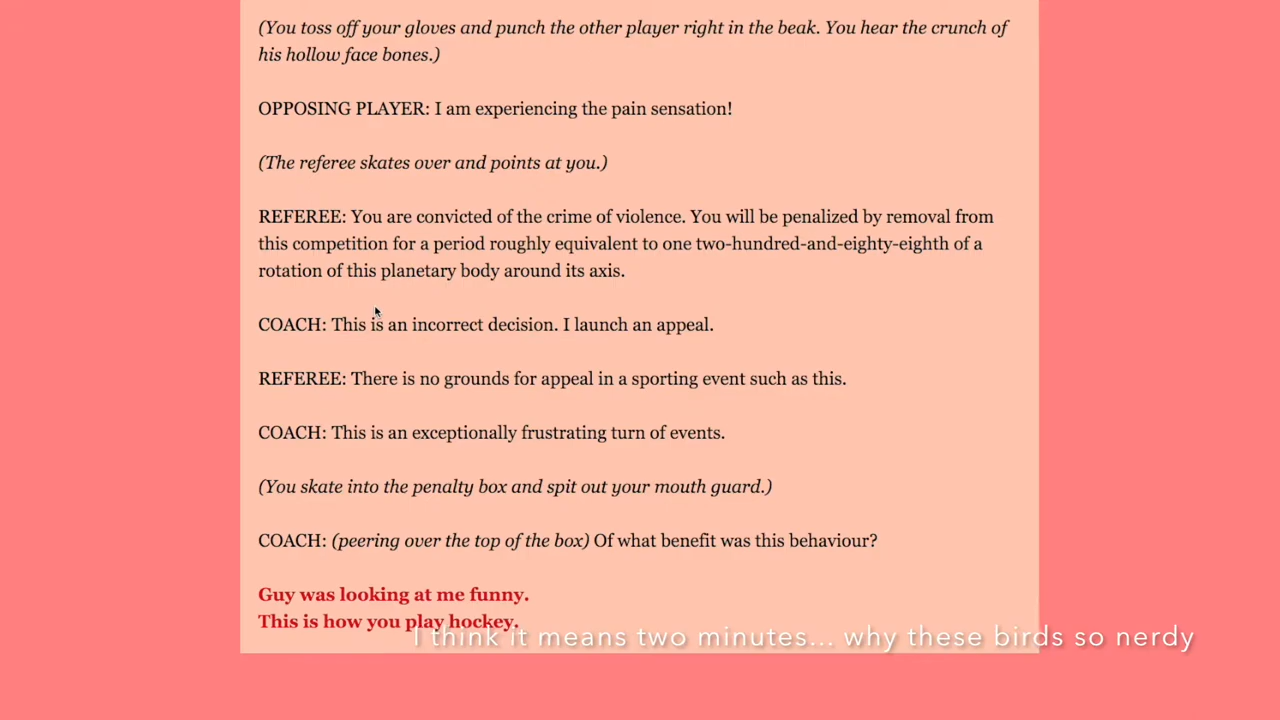 (You toss off your gloves and punch the other player right in the beak. You hear the crunch of
his hollow face bones.)
OPPOSING PLAYER: I am experiencing the pain sensation!
(The referee skates over and points at you.)
REFEREE: You are convicted of the crime of violence. You will be penalized by removal from
this competition for a period roughly equivalent to one two-hundred-and-eighty-eighth of a
rotation of this planetary body around its axis.
COACH: This is an incorrect decision. I launch an appeal.
REFEREE: There is no grounds for appeal in a sporting event such as this.
COACH: This is an exceptionally frustrating turn of events.
(You skate into the penalty box and spit out your mouth guard.)
COACH: (peering over the top of the box) Of what benefit was this behaviour?
Guy was looking at me funny.
This is how you play hockey.
I think it means two minutes... why these birds so nerdy